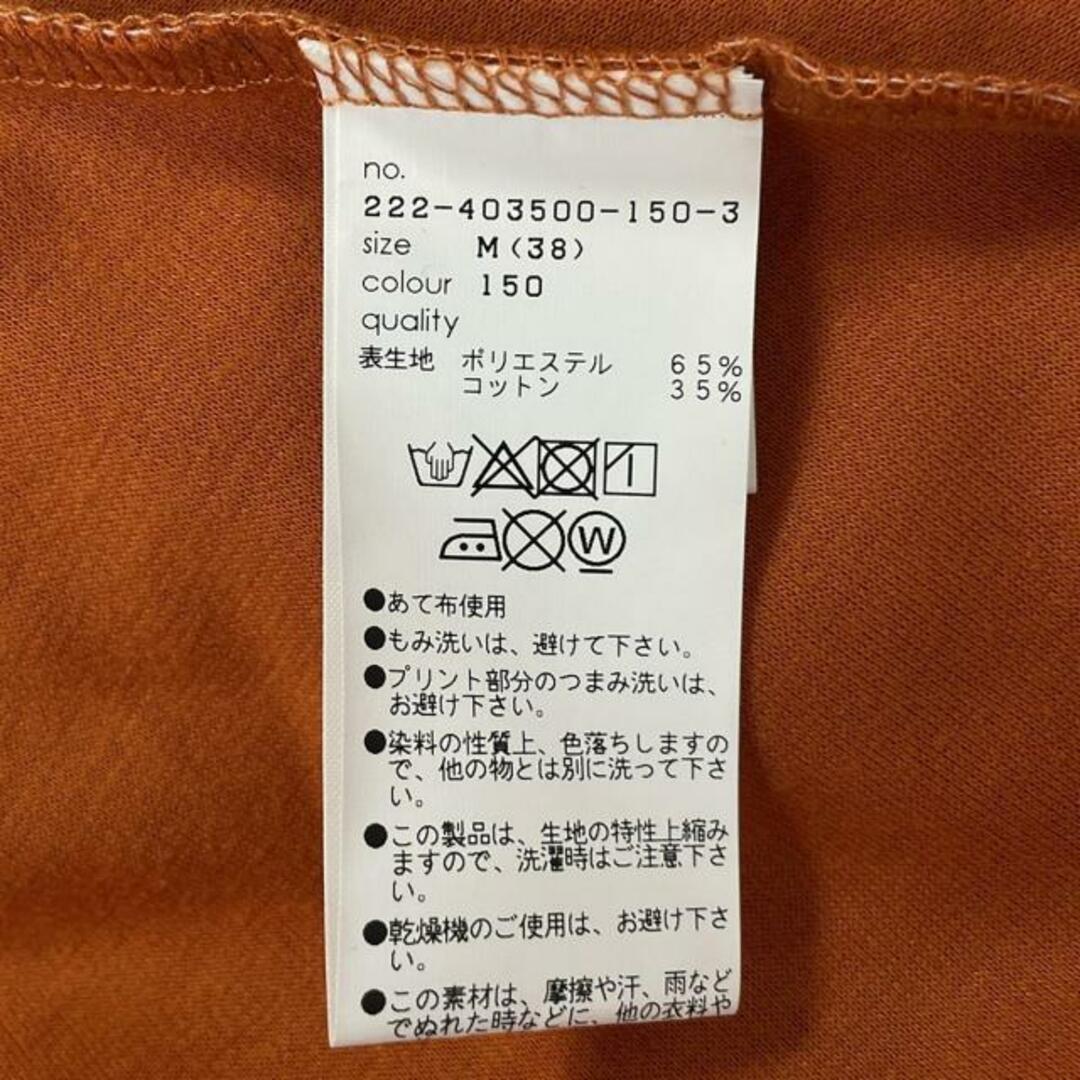 no.
222-403500-150-3
size M(38)
colour 150
quality
表生地 ポリエステル 65%
コットン 35%
W
●あて布使用
●もみ洗いは、避けて下さい。
●プリント部分のつまみ洗いは、
お避け下さい。
●染料の性質上、色落ちしますの
で、他の物とは別に洗って下さ
い。
●この製品は、生地の特性上縮み
ますので、洗濯時はご注意下さ
い。
●乾燥機のご使用は、お避け下さ
い。
●この素材は、摩擦や汗、雨など
でぬれた時などに、他の衣料や